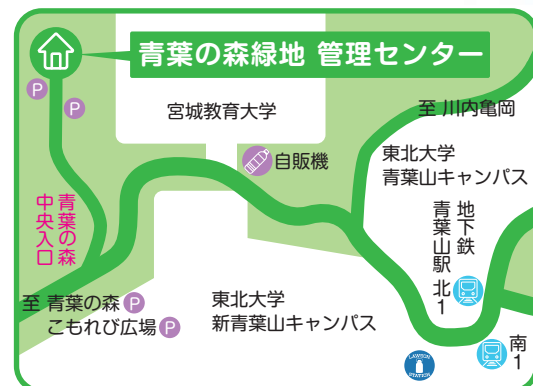 青葉の森緑地 管理センター
P
P
宮城教育大学
至 川内亀岡
自販機
東北大学
青葉山キャンパス
青葉の森
中央入口
地下鉄
青葉山駅
北1
至 青葉の森 P
こもれび広場 P
東北大学
新青葉山キャンパス
南1
LAWSON
STATION